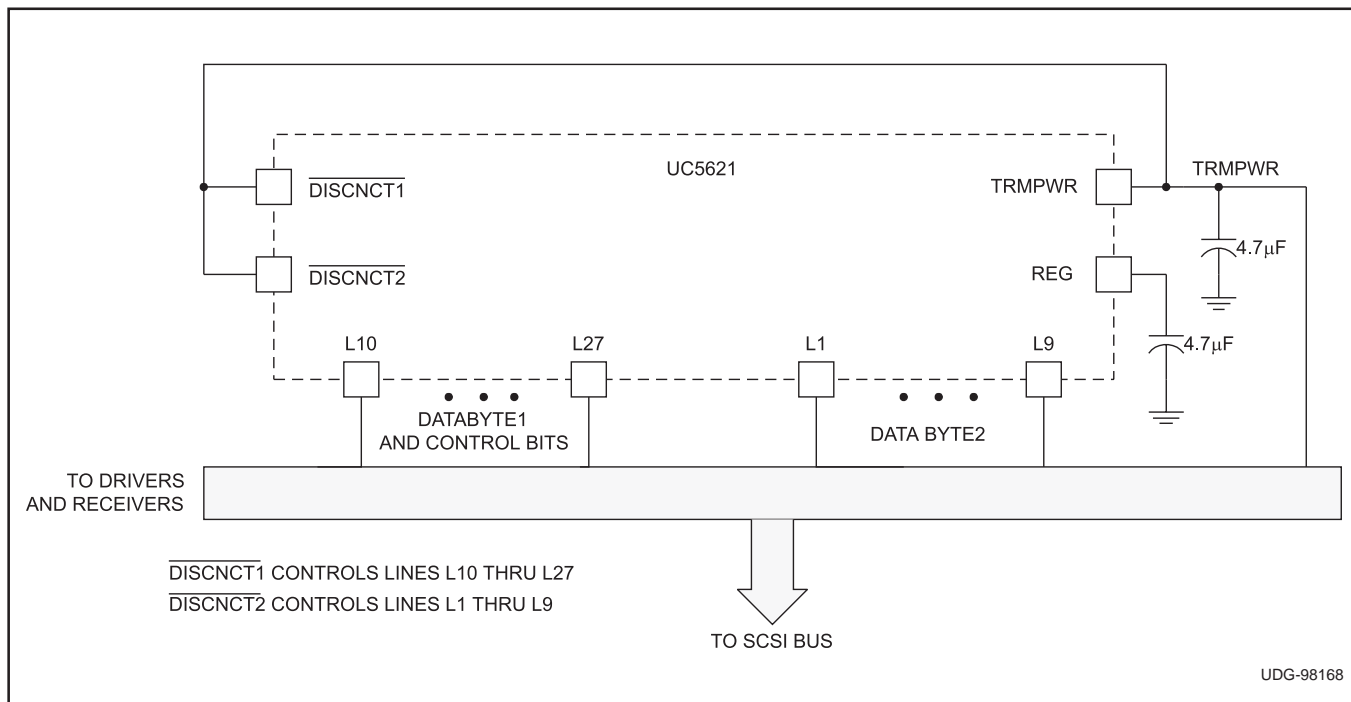 UC5621
DISCNCT1
TRMPWR
TRMPWR
4.7μF
DISCNCT2
REG
L10
L27
L1
L9
4.7μF
DATABYTE1
AND CONTROL BITS
DATA BYTE2
TO DRIVERS
AND RECEIVERS
DISCNCT1 CONTROLS LINES L10 THRU L27
DISCNCT2 CONTROLS LINES L1 THRU L9
TO SCSI BUS
UDG-98168